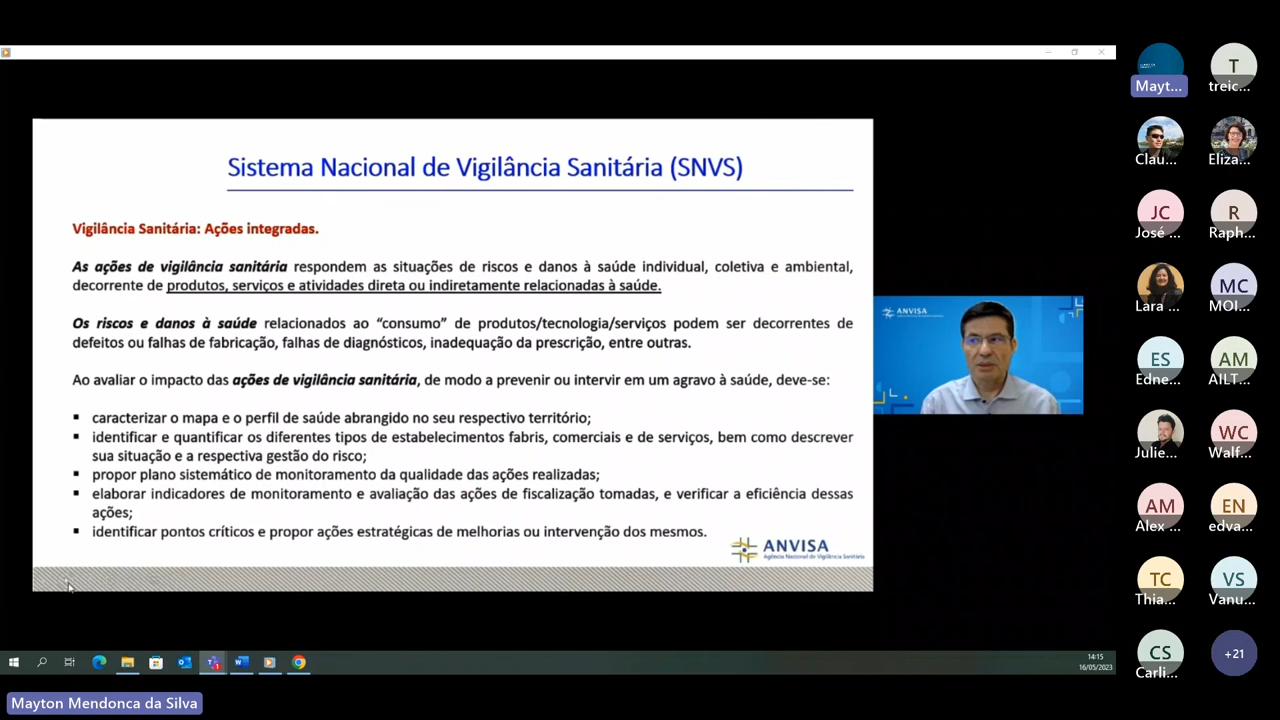 Sistema Nacional de Vigilância Sanitária (SNVS)
Vigilância Sanitária: Ações integradas.
As ações de vigilância sanitária respondem as situações de riscos e danos à saúde individual, coletiva e ambiental,
decorrente de produtos, serviços e atividades direta ou indiretamente relacionadas à saúde.
Os riscos e danos à saúde relacionados ao “consumo” de produtos/tecnologia/serviços podem ser decorrentes de
defeitos ou falhas de fabricação, falhas de diagnósticos, inadequação da prescrição, entre outras.
Ao avaliar o impacto das ações de vigilância sanitária, de modo a prevenir ou intervir em um agravo à saúde, deve-se:
▪ caracterizar o mapa e o perfil de saúde abrangido no seu respectivo território;
▪ identificar e quantificar os diferentes tipos de estabelecimentos fabris, comerciais e de serviços, bem como descrever
sua situação e a respectiva gestão do risco;
▪ propor plano sistemático de monitoramento da qualidade das ações realizadas;
▪ elaborar indicadores de monitoramento e avaliação das ações de fiscalização tomadas, e verificar a eficiência dessas
ações;
▪ identificar pontos críticos e propor ações estratégicas de melhorias ou intervenção dos mesmos.
ANVISA
Agência Nacional de Vigilância Sanitária
ANVISA
Mayt...
T
treic...
Clau...
Eliza...
JC
José ...
R
Raph...
Lara ...
MC
MOI...
ES
Edne...
AM
AILT...
Julie...
WC
Walf...
AM
Alex ...
EN
edva...
TC
Thia...
VS
Vanu...
CS
Carli...
+21
14:15
16/05/2023
Mayton Mendonca da Silva